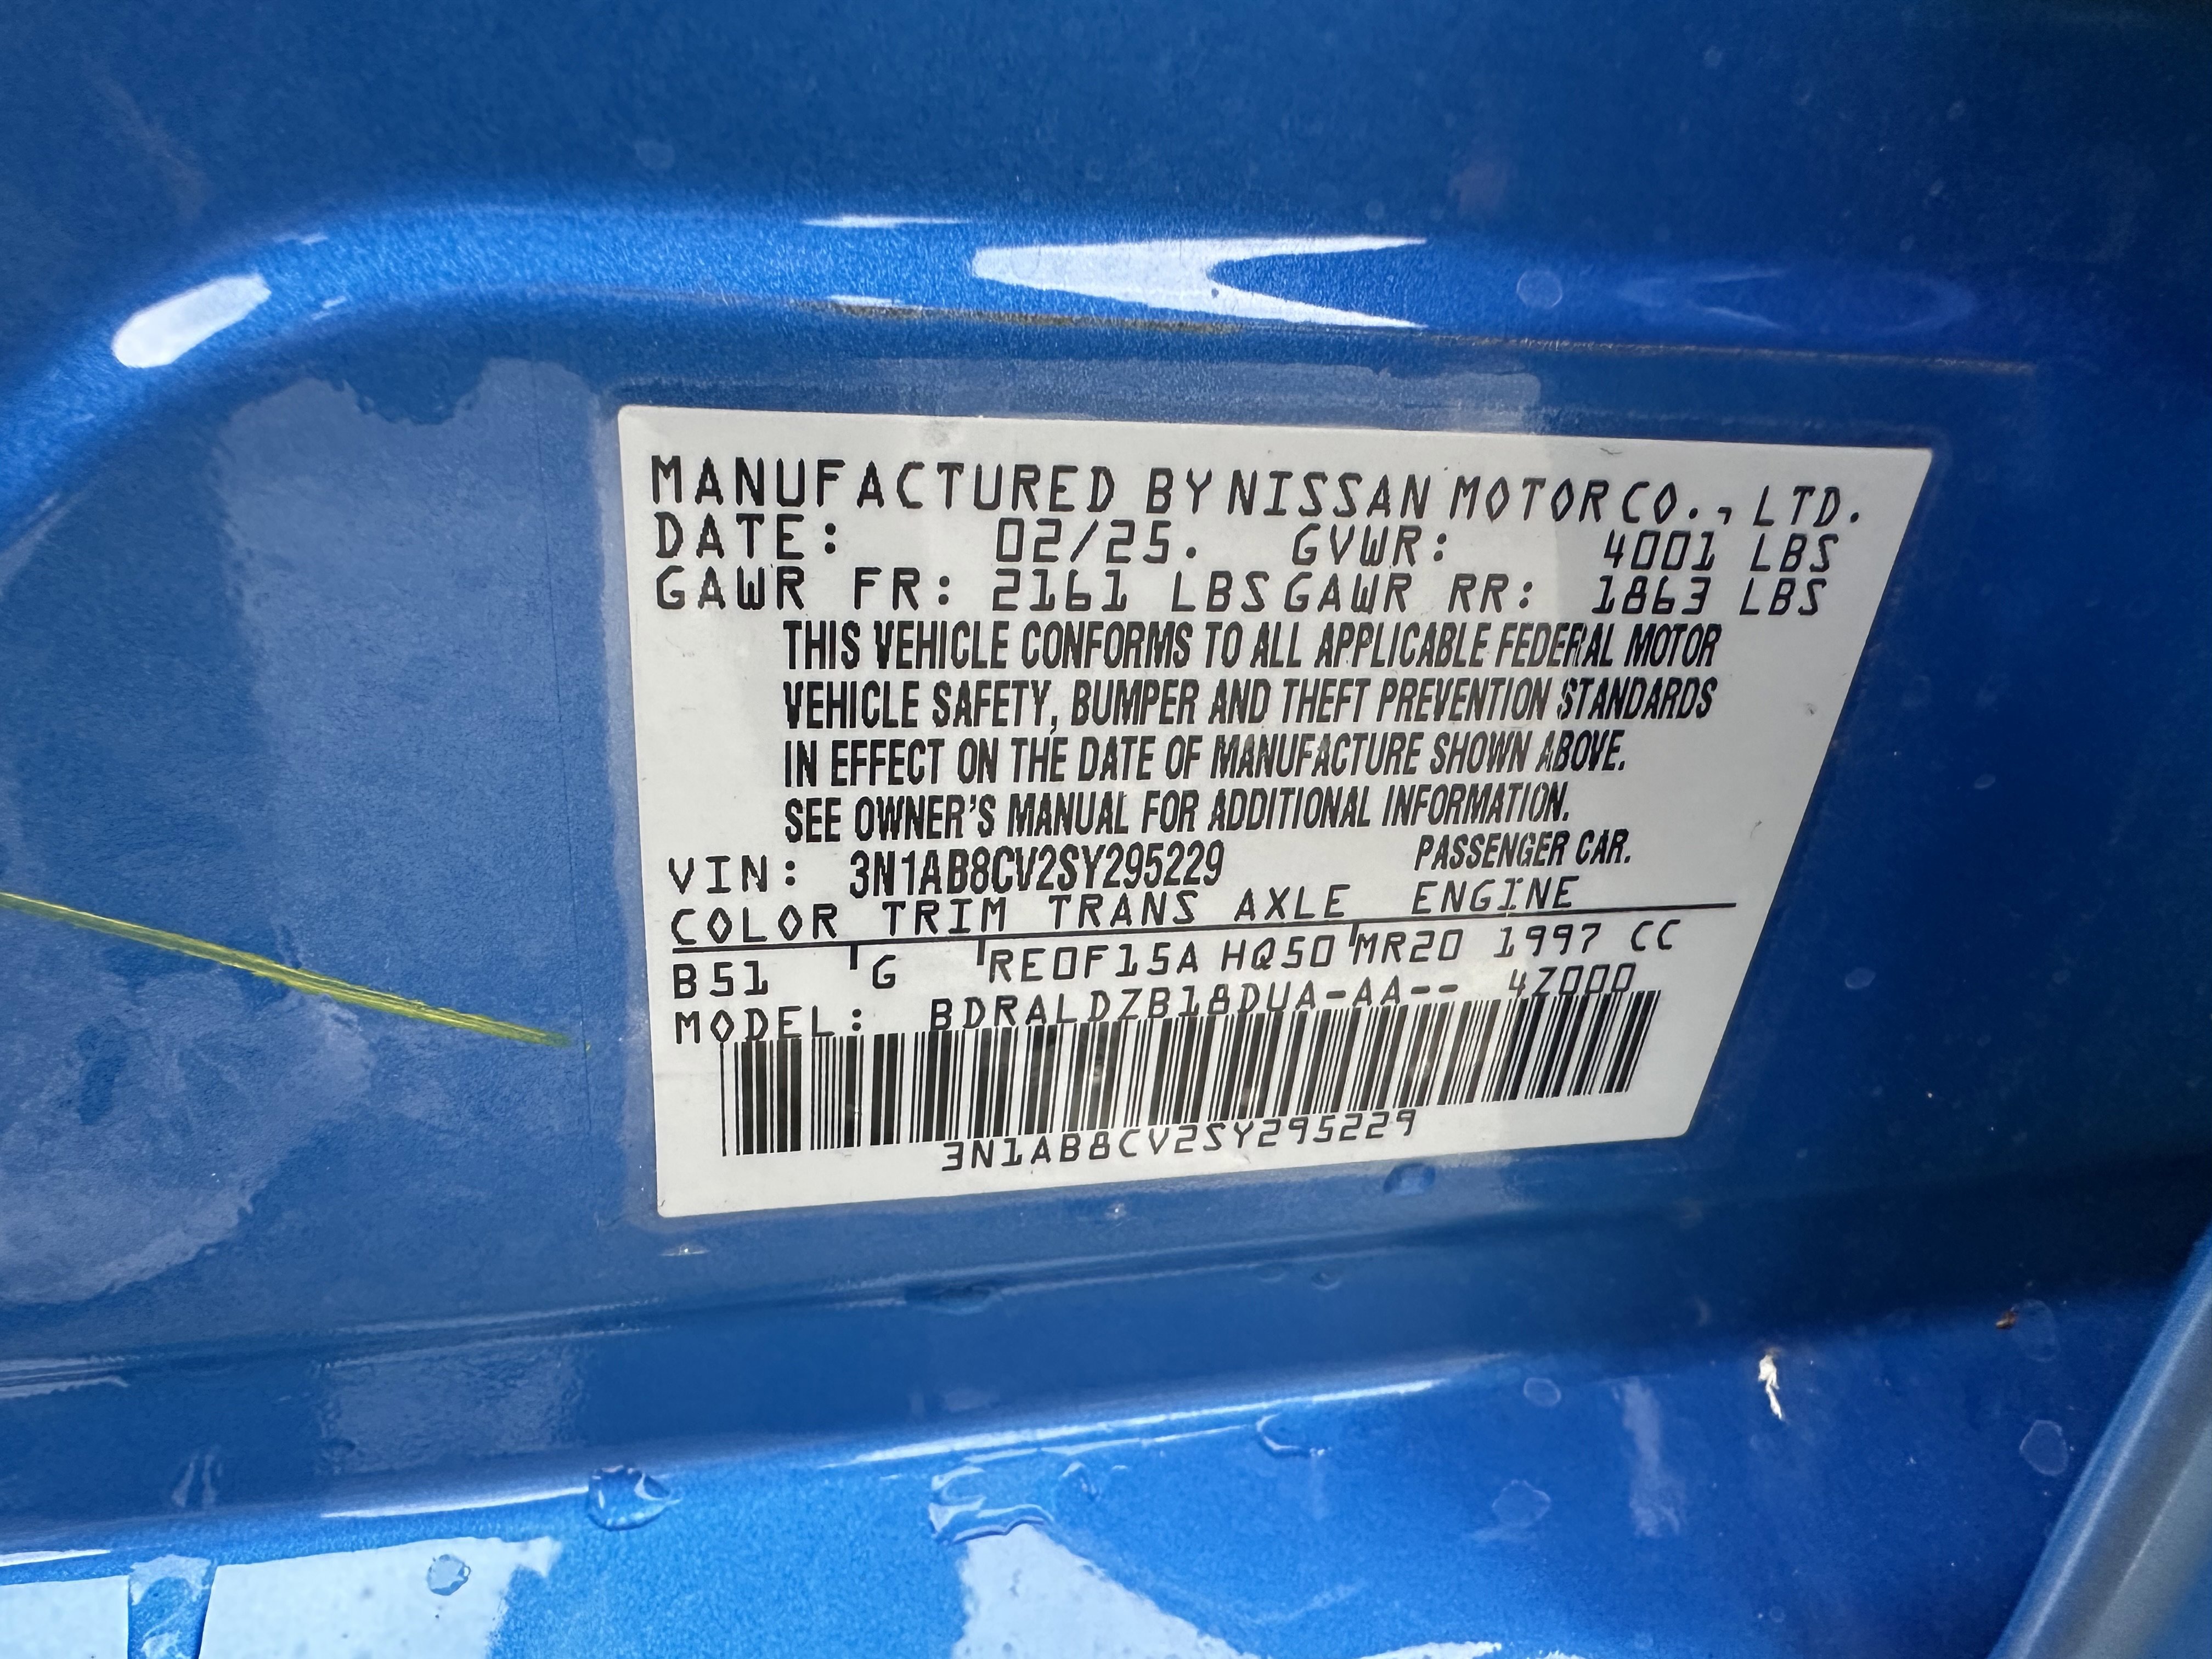 MANUFACTURED BY NISSAN MOTOR CO., LTD.
DATE: 02/25. GVWR: 4001 LBS
GAWR FR: 2161 LBS GAWR RR: 1863 LBS
THIS VEHICLE CONFORMS TO ALL APPLICABLE FEDERAL MOTOR
VEHICLE SAFETY, BUMPER AND THEFT PREVENTION STANDARDS
IN EFFECT ON THE DATE OF MANUFACTURE SHOWN ABOVE.
SEE OWNER'S MANUAL FOR ADDITIONAL INFORMATION.
VIN: 3N1AB8CV2SY295229 PASSENGER CAR.
COLOR TRIM TRANS AXLE ENGINE
B51 G RE0F15A HQ50 MR20 1997 CC
MODEL: BDRALDZB18DUA-AA-- 4Z000
3N1AB8CV2SY295229